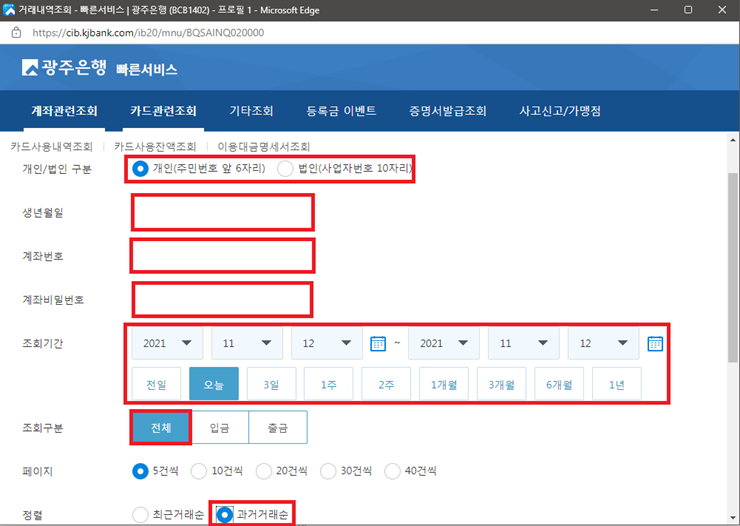 거래내역조회 - 빠른서비스 | 광주은행 (BCB1402) - 프로필 1 - Microsoft Edge
https://cib.kjbank.com/ib20/mnu/BQSAINQ020000
광주은행 빠른서비스
계좌관련조회 카드관련조회 기타조회 등록금 이벤트 증명서발급조회 사고신고/가맹점
카드사용내역조회 | 카드사용잔액조회 | 이용대금명세서조회
개인/법인 구분 개인(주민번호 앞 6자리) 법인(사업자번호 10자리)
생년월일
계좌번호
계좌비밀번호
조회기간 2021 11 12 ~ 2021 11 12
전일 오늘 3일 1주 2주 1개월 3개월 6개월 1년
조회구분 전체 입금 출금
페이지 5건씩 10건씩 20건씩 30건씩 40건씩
정렬 최근거래순 과거거래순